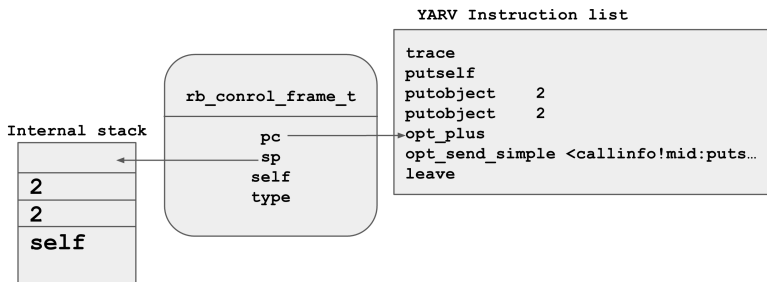 YARV Instruction list
trace
putself
putobject 2
putobject 2
opt_plus
opt_send_simple <callinfo!mid:puts…
leave
rb_conrol_frame_t
pc
sp
self
type
Internal stack
2
2
self